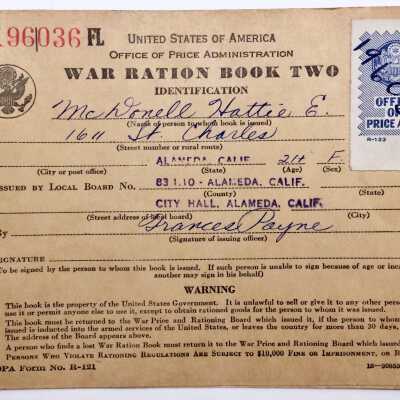 196036 FL
UNITED STATES OF AMERICA
OFFICE OF PRICE ADMINISTRATION
WAR RATION BOOK TWO
IDENTIFICATION
OFFI
OF
PRICE A
R-123
McDonell Hattie E.
(Name of person to whom book is issued)
1611 St. Charles
(Street number or rural route)
ALAMEDA, CALIF. 21+ F.
(City or post office) (State) (Age) (Sex)
ISSUED BY LOCAL BOARD NO. 83 1.10 - ALAMEDA, CALIF.
(County) (State)
CITY HALL, ALAMEDA, CALIF.
(Street address of local board) (City)
By Frances Payne
(Signature of issuing officer)
SIGNATURE
(To be signed by the person to whom this book is issued. If such person is unable to sign because of age or incap
another may sign in his behalf)
WARNING
This book is the property of the United States Government. It is unlawful to sell or give it to any other person
use it or permit anyone else to use it, except to obtain rationed goods for the person to whom it was issued.
This book must be returned to the War Price and Rationing Board which issued it, if the person to whom
is issued is inducted into the armed services of the United States, or leaves the country for more than 30 days,
The address of the Board appears above.
A person who finds a lost War Ration Book must return it to the War Price and Rationing Board which issued
PERSONS WHO VIOLATE RATIONING REGULATIONS ARE SUBJECT TO $10,000 FINE OR IMPRISONMENT, OR B
OPA Form No. R-121